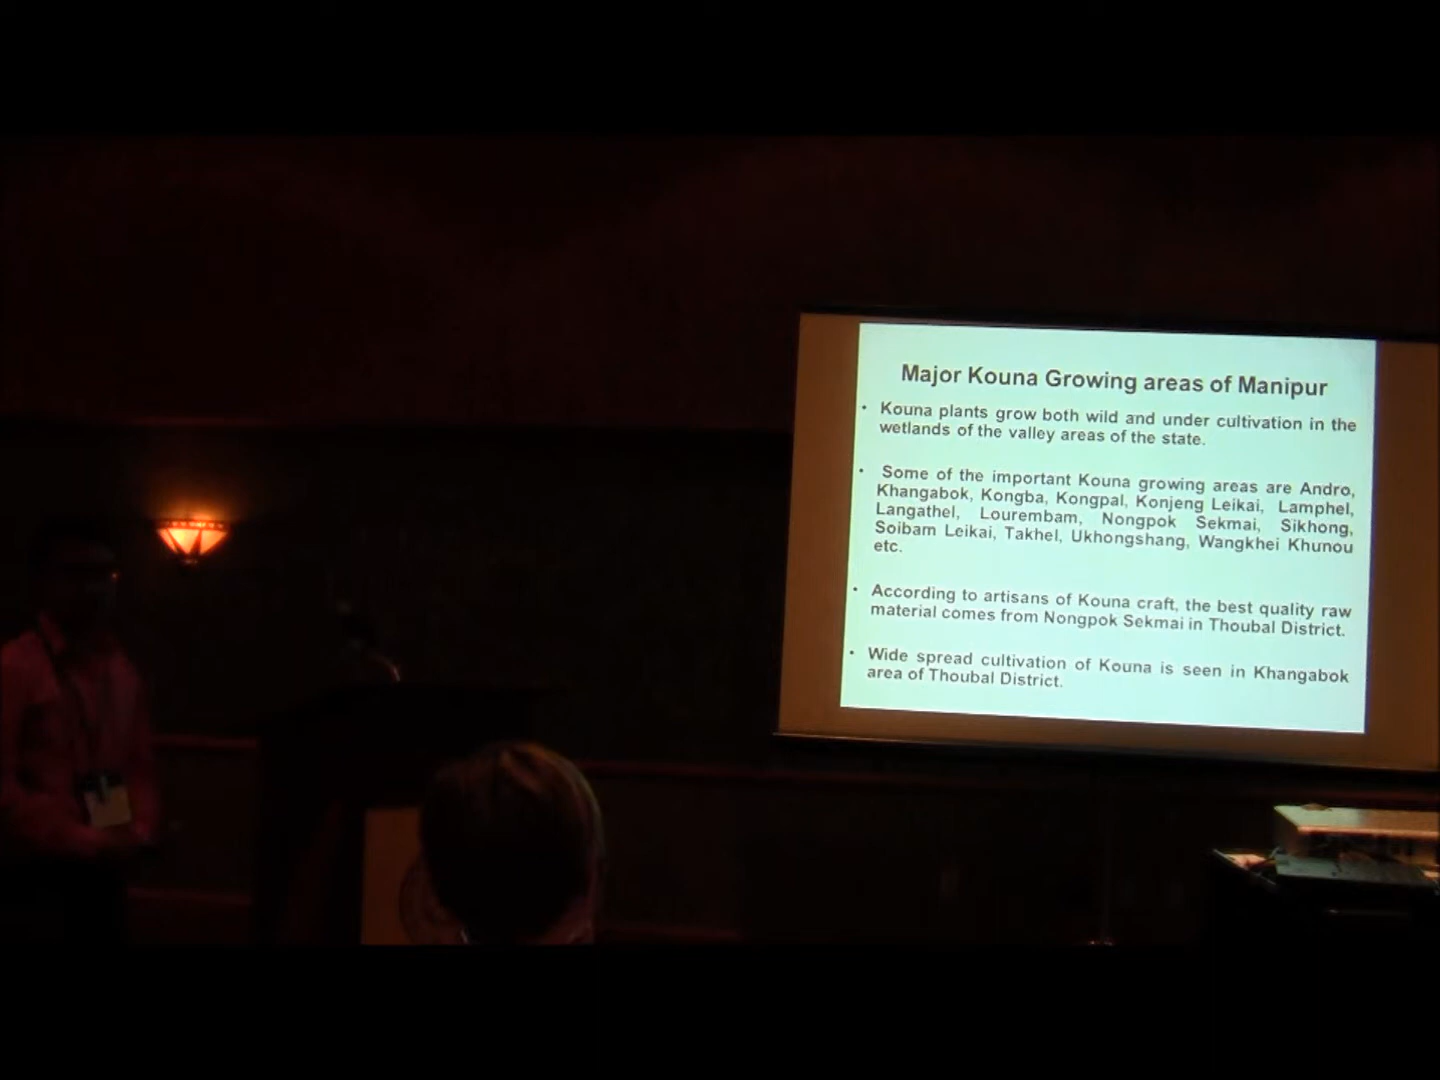 Major Kouna Growing areas of Manipur
• Kouna plants grow both wild and under cultivation in the
wetlands of the valley areas of the state.
• Some of the important Kouna growing areas are Andro,
Khangabok, Kongba, Kongpal, Konjeng Leikai, Lamphel,
Langathel, Lourembam, Nongpok Sekmai, Sikhong,
Soibam Leikai, Takhel, Ukhongshang, Wangkhei Khunou
etc.
• According to artisans of Kouna craft, the best quality raw
material comes from Nongpok Sekmai in Thoubal District.
• Wide spread cultivation of Kouna is seen in Khangabok
area of Thoubal District.